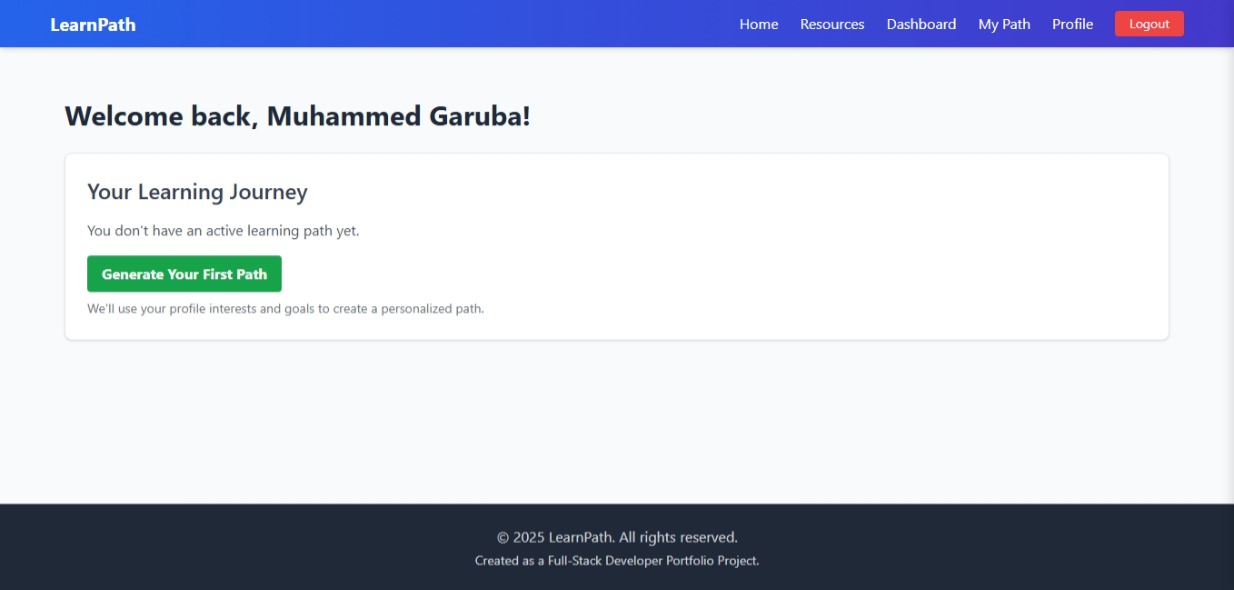 LearnPath
Home Resources Dashboard My Path Profile Logout
Welcome back, Muhammed Garuba!
Your Learning Journey
You don't have an active learning path yet.
Generate Your First Path
We'll use your profile interests and goals to create a personalized path.
© 2025 LearnPath. All rights reserved.
Created as a Full-Stack Developer Portfolio Project.